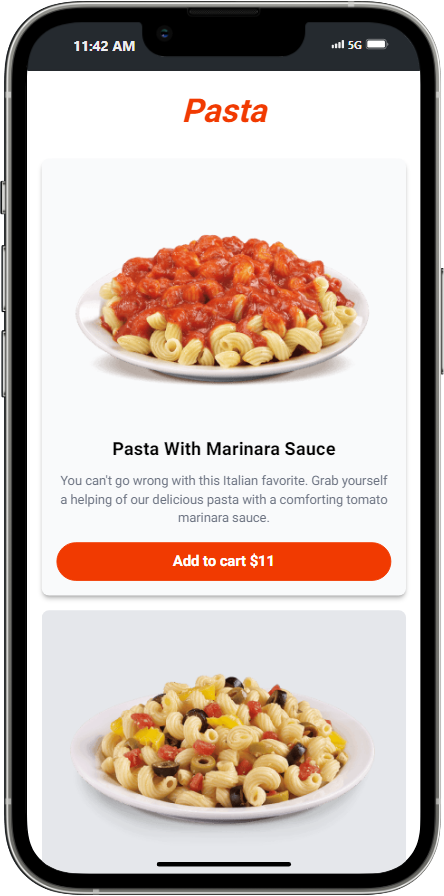 11:42 AM
5G
Pasta
Pasta With Marinara Sauce
You can't go wrong with this Italian favorite. Grab yourself
a helping of our delicious pasta with a comforting tomato
marinara sauce.
Add to cart $11